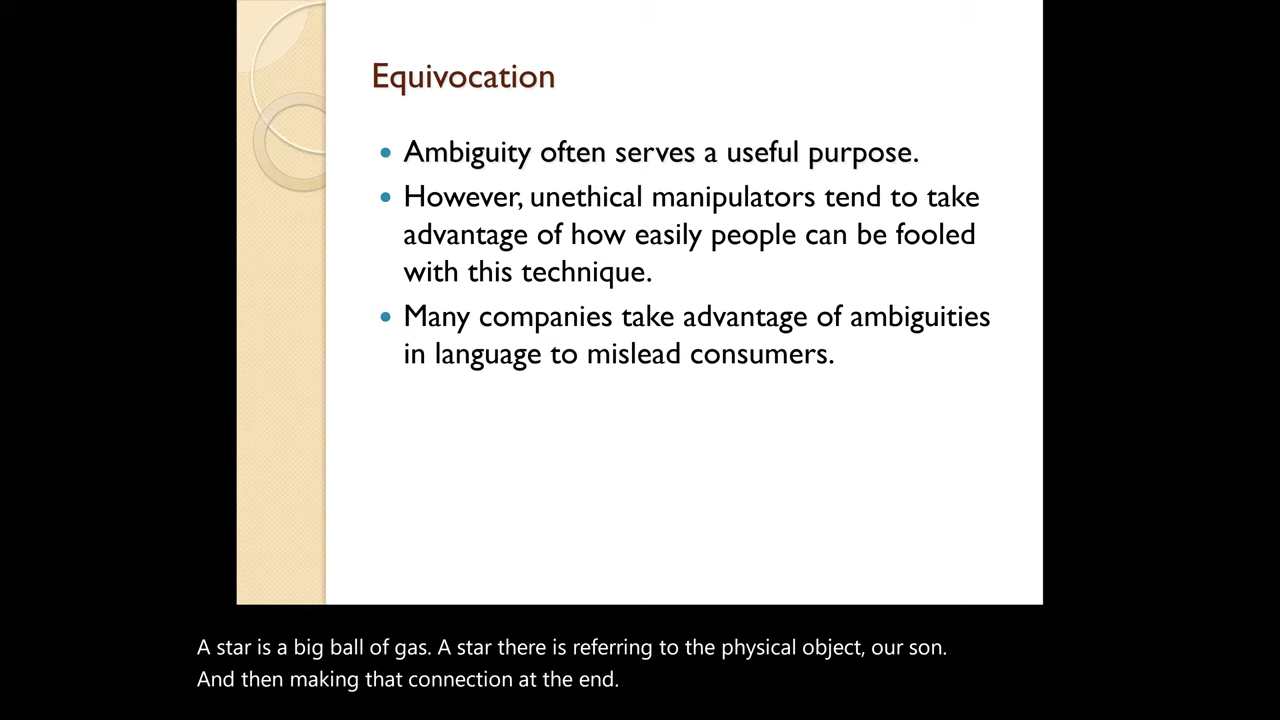 Equivocation
• Ambiguity often serves a useful purpose.
• However, unethical manipulators tend to take
advantage of how easily people can be fooled
with this technique.
• Many companies take advantage of ambiguities
in language to mislead consumers.
A star is a big ball of gas. A star there is referring to the physical object, our son.
And then making that connection at the end.